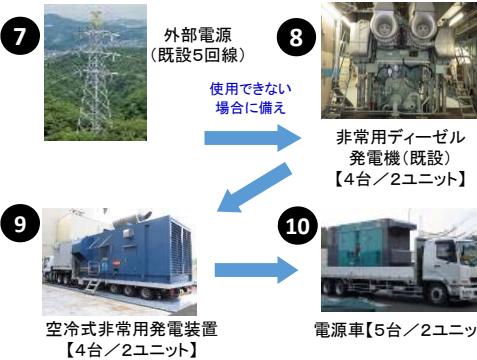 7
外部電源
(既設5回線)
8
使用できない
場合に備え
非常用ディーゼル
発電機(既設)
【4台/2ユニット】
9
空冷式非常用発電装置
【4台/2ユニット】
10
電源車【5台/2ユニッ